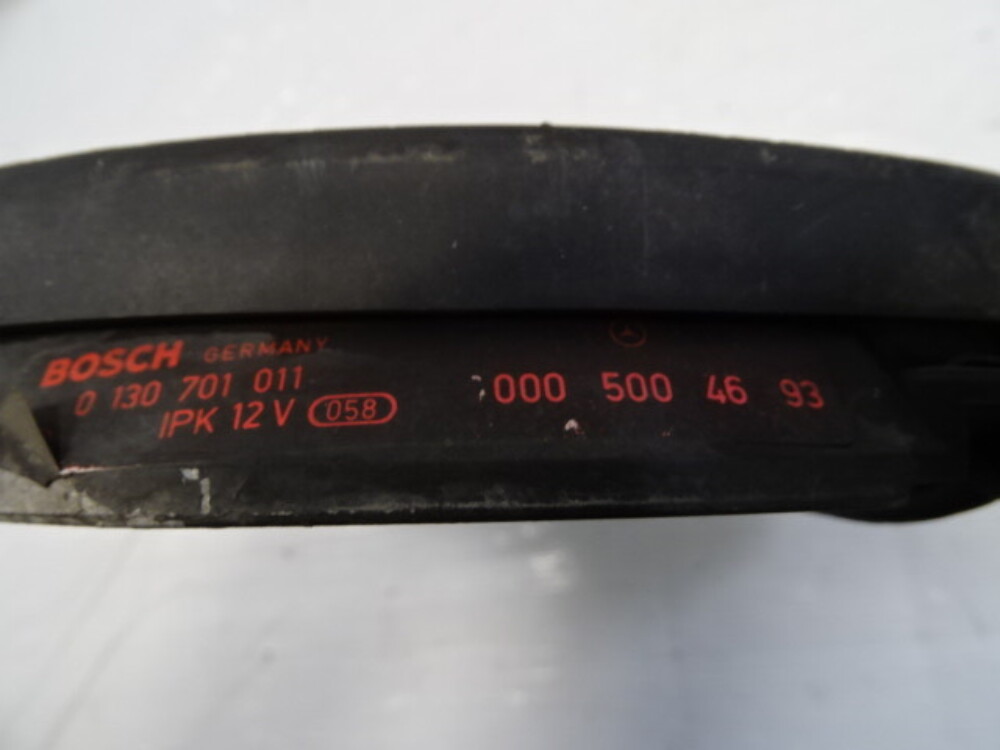 BOSCH GERMANY
0 130 701 011
IPK 12 V 058
000 500 46 93